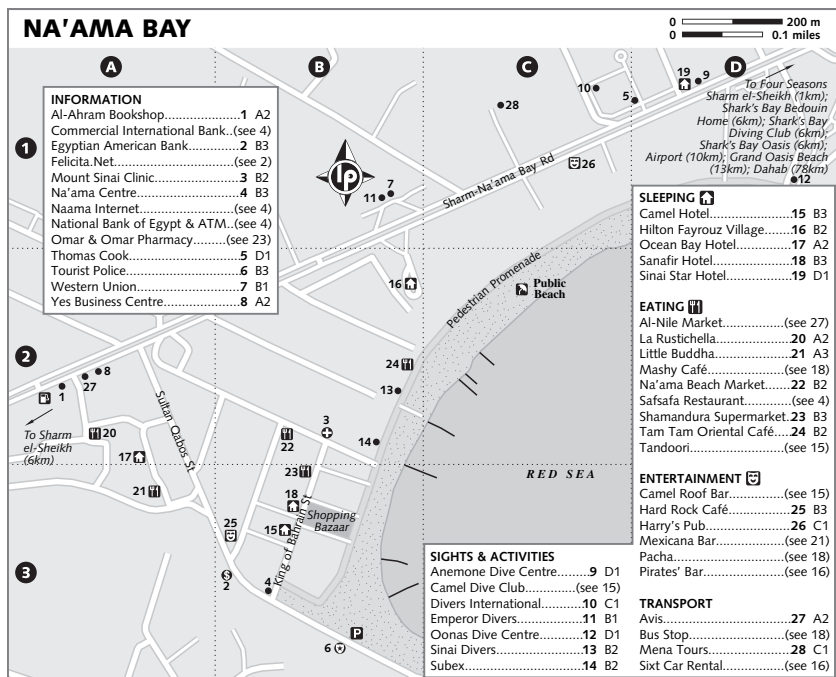 NA'AMA BAY
0 200 m
0 0.1 miles
A
B
C
D
1
2
3
INFORMATION
Al-Ahram Bookshop....................1 A2
Commercial International Bank..(see 4)
Egyptian American Bank..............2 B3
Felicita.Net..............................(see 2)
Mount Sinai Clinic.......................3 B2
Na'ama Centre............................4 B3
Naama Internet........................(see 4)
National Bank of Egypt & ATM..(see 4)
Omar & Omar Pharmacy.......(see 23)
Thomas Cook..............................5 D1
Tourist Police..............................6 B3
Western Union............................7 B1
Yes Business Centre.....................8 A2
lp
11
7
10
5
28
19
9
26
12
To Four Seasons
Sharm el-Sheikh (1km);
Shark's Bay Bedouin
Home (6km); Shark's Bay
Diving Club (6km);
Shark's Bay Oasis (6km);
Airport (10km); Grand Oasis Beach
(13km); Dahab (78km)
Sharm-Na'ama Bay Rd
Pedestrian Promenade
Public
Beach
16
24
13
14
8
27
1
To Sharm
el-Sheikh
(6km)
Sultan Qabos St
20
17
21
3
22
23
18
15
Shopping
Bazaar
King of Bahrain St
25
$
2
4
P
6
RED SEA
SLEEPING
Camel Hotel............................15 B3
Hilton Fayrouz Village..............16 B2
Ocean Bay Hotel.....................17 A2
Sanafir Hotel...........................18 B3
Sinai Star Hotel.......................19 D1
EATING
Al-Nile Market....................(see 27)
La Rustichella..........................20 A2
Little Buddha...........................21 A3
Mashy Café........................(see 18)
Na'ama Beach Market.............22 B2
Safsafa Restaurant................(see 4)
Shamandura Supermarket.23 B3
Tam Tam Oriental Café............24 B2
Tandoori.............................(see 15)
ENTERTAINMENT
Camel Roof Bar...................(see 15)
Hard Rock Café.......................25 B3
Harry's Pub.............................26 C1
Mexicana Bar......................(see 21)
Pacha.................................(see 18)
Pirates' Bar.........................(see 16)
TRANSPORT
Avis........................................27 A2
Bus Stop.............................(see 18)
Mena Tours.............................28 C1
Sixt Car Rental....................(see 16)
SIGHTS & ACTIVITIES
Anemone Dive Centre..........9 D1
Camel Dive Club...............(see 15)
Divers International..............10 C1
Emperor Divers....................11 B1
Oonas Dive Centre..............12 D1
Sinai Divers.........................13 B2
Subex.................................14 B2